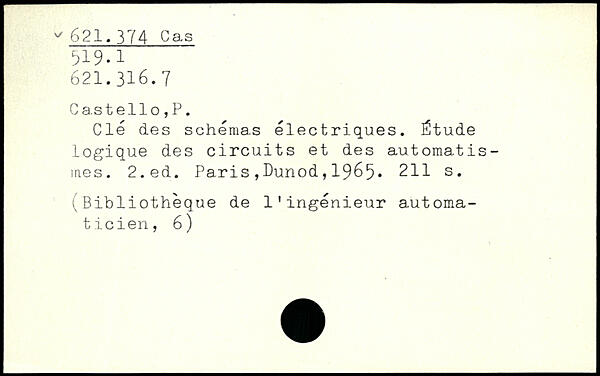 ✓ 621.374 Cas
519.1
621.316.7
Castello,P.
Clé des schémas électriques. Étude
logique des circuits et des automatis-
mes. 2.ed. Paris,Dunod,1965. 211 s.
(Bibliothèque de l'ingénieur automa-
ticien, 6)